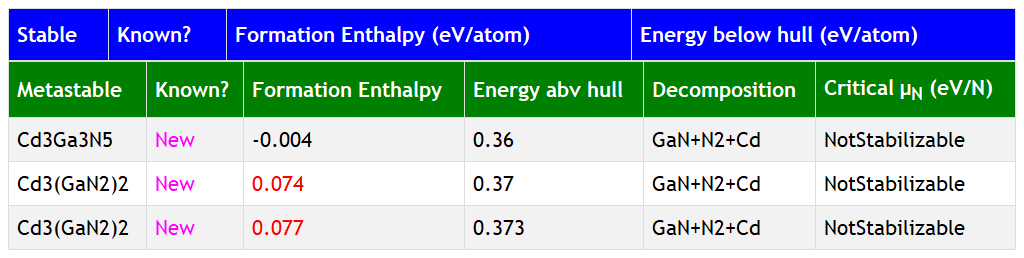 Stable Known? Formation Enthalpy (eV/atom) Energy below hull (eV/atom)
Metastable Known? Formation Enthalpy Energy abv hull Decomposition Critical μN (eV/N)
Cd3Ga3N5 New -0.004 0.36 GaN+N2+Cd NotStabilizable
Cd3(GaN2)2 New 0.074 0.37 GaN+N2+Cd NotStabilizable
Cd3(GaN2)2 New 0.077 0.373 GaN+N2+Cd NotStabilizable